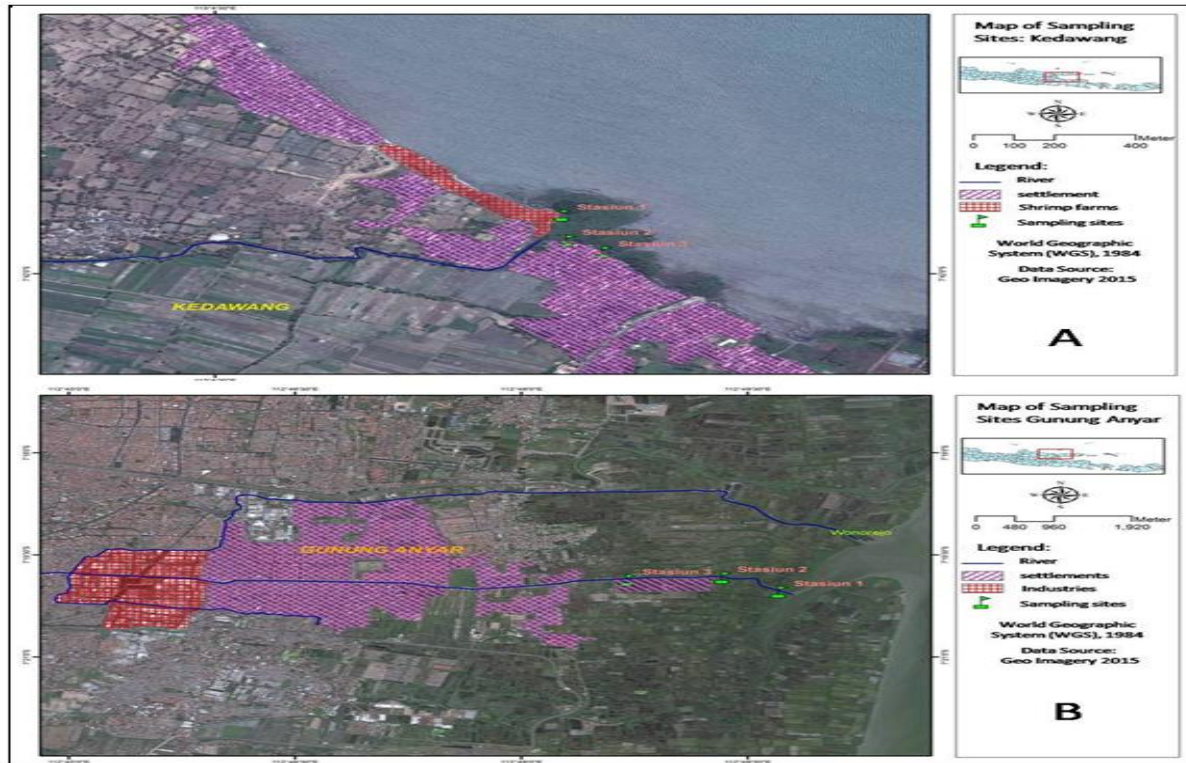 Stasiun 1
Stasiun 2
Stasiun 3
KEDAWANG
Map of Sampling
Sites: Kedawang
N
W E
S
Meter
0 100 200 400
Legend:
River
settlement
Shrimp farms
Sampling sites
World Geographic
System (WGS), 1984
Data Source:
Geo Imagery 2015
A
Wonorejo
GUNUNG ANYAR
Stasiun 3
Stasiun 2
Stasiun 1
Map of Sampling
Sites Gunung Anyar
N
W E
S
Meter
0 480 960 1,920
Legend:
River
settlements
Industries
Sampling sites
World Geographic
System (WGS), 1984
Data Source:
Geo Imagery 2015
B